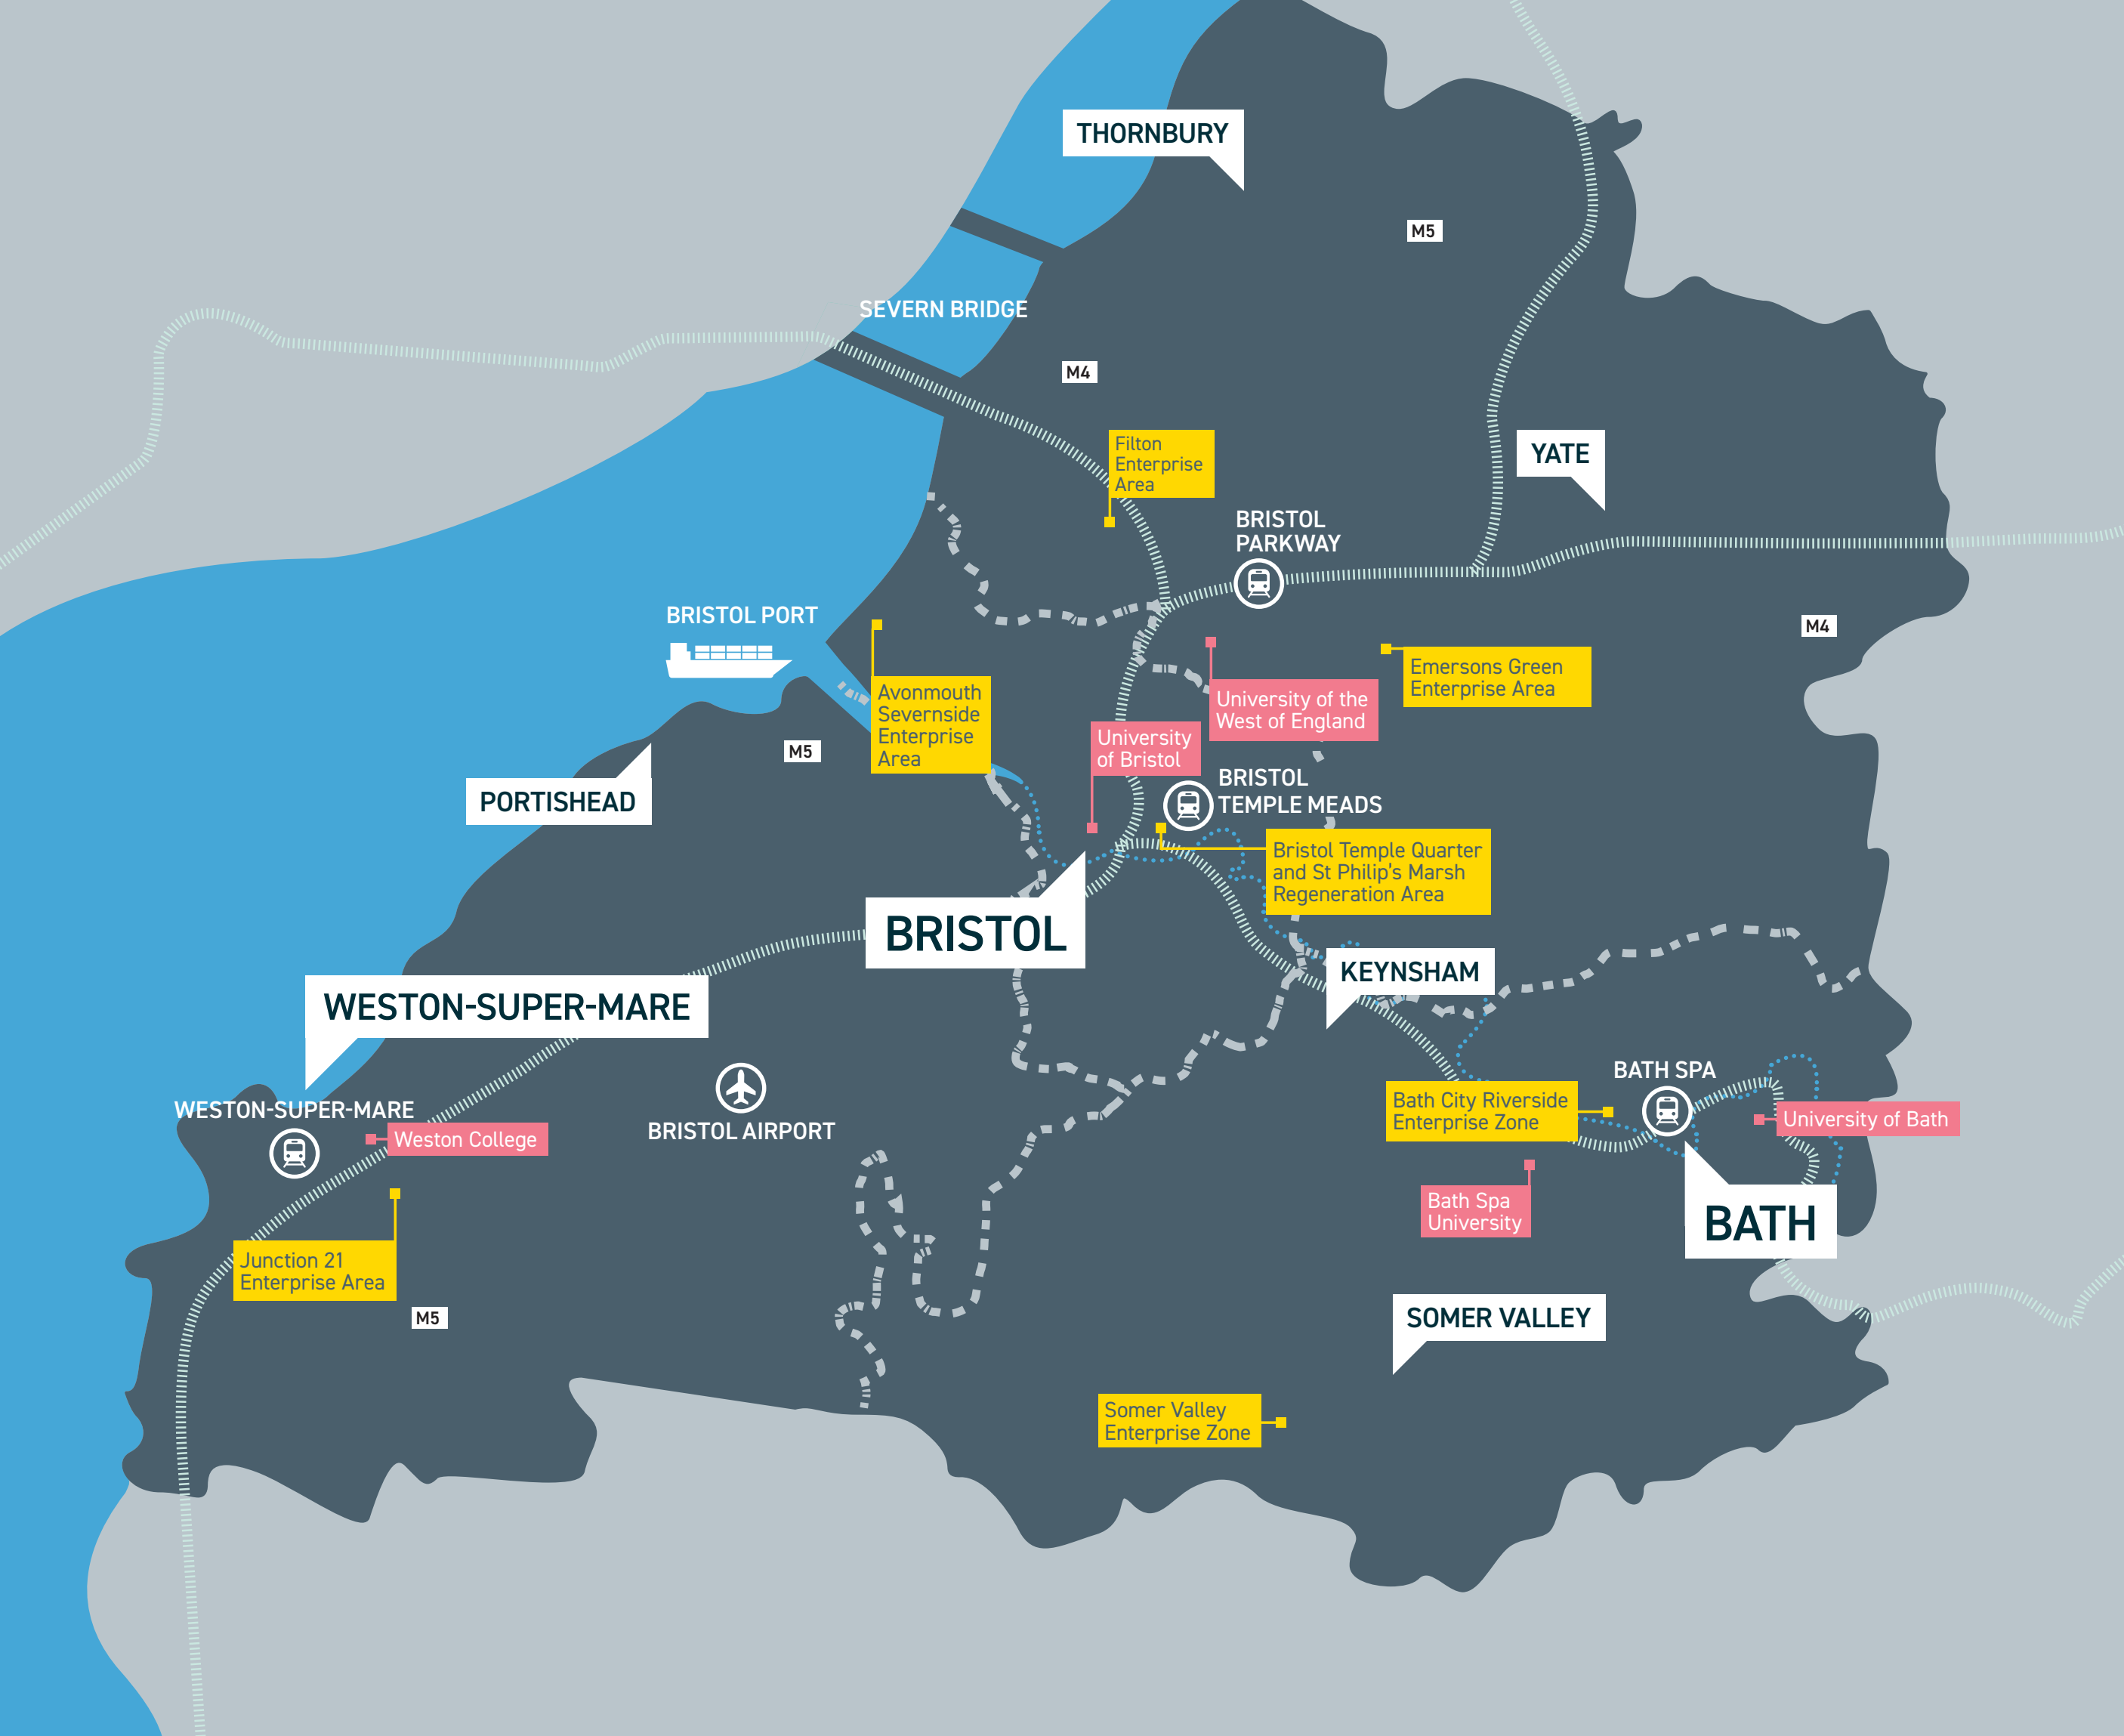 THORNBURY
M5
SEVERN BRIDGE
M4
Filton
Enterprise
Area
YATE
BRISTOL
PARKWAY
BRISTOL PORT
M4
Emersons Green
Enterprise Area
Avonmouth
Severnside
Enterprise
Area
University of the
West of England
University
of Bristol
M5
BRISTOL
TEMPLE MEADS
PORTISHEAD
Bristol Temple Quarter
and St Philip's Marsh
Regeneration Area
BRISTOL
KEYNSHAM
WESTON-SUPER-MARE
BATH SPA
Bath City Riverside
Enterprise Zone
University of Bath
WESTON-SUPER-MARE
Weston College
BRISTOL AIRPORT
Bath Spa
University
BATH
Junction 21
Enterprise Area
M5
SOMER VALLEY
Somer Valley
Enterprise Zone